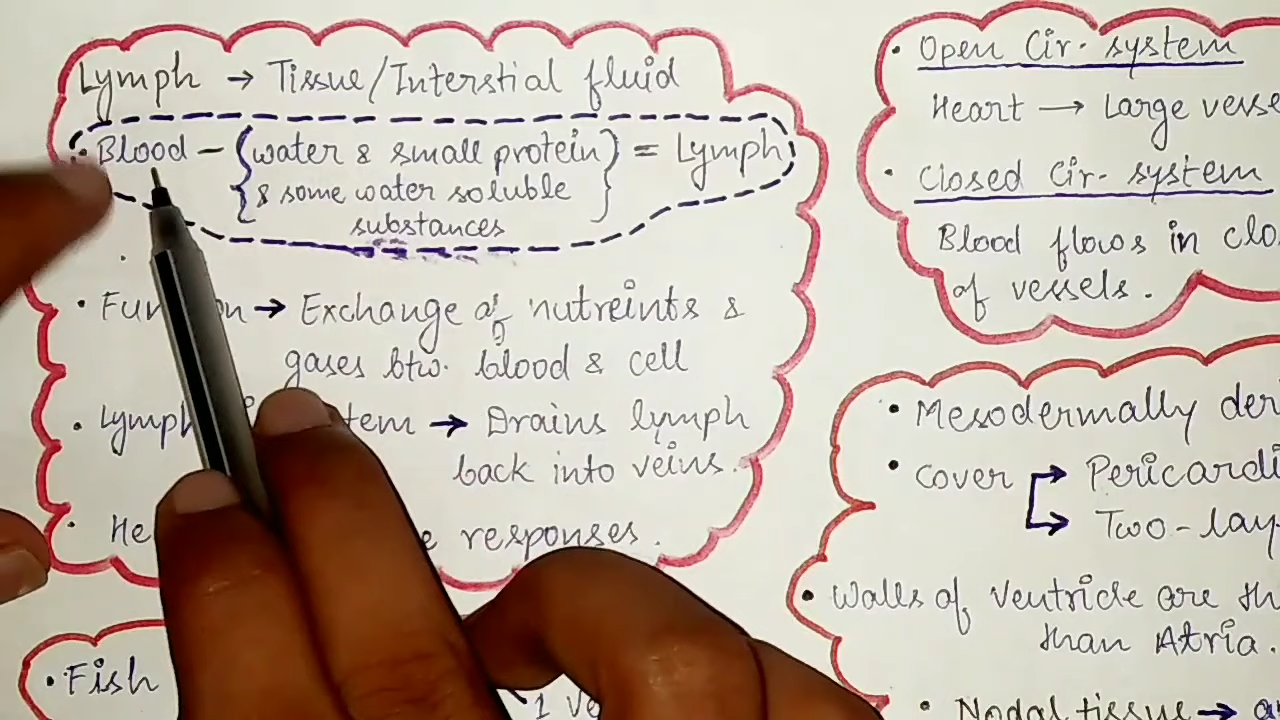 Lymph → Tissue/Interstial fluid
• Blood – {water & small protein} = Lymph
{& some water soluble}
substances
• Function → Exchange of nutreints &
gases btw. blood & cell
• Lymph → Drains lymph
back into veins.
• responses.
• Fish
• Open Cir. system
Heart → Large vesse
• Closed Cir. system
Blood flows in clo
of vessels.
• Mesodermally der
• Cover → Pericardi
→ Two-lay
• Walls of ventricle are th
than Atria.
• Nodal tissue →